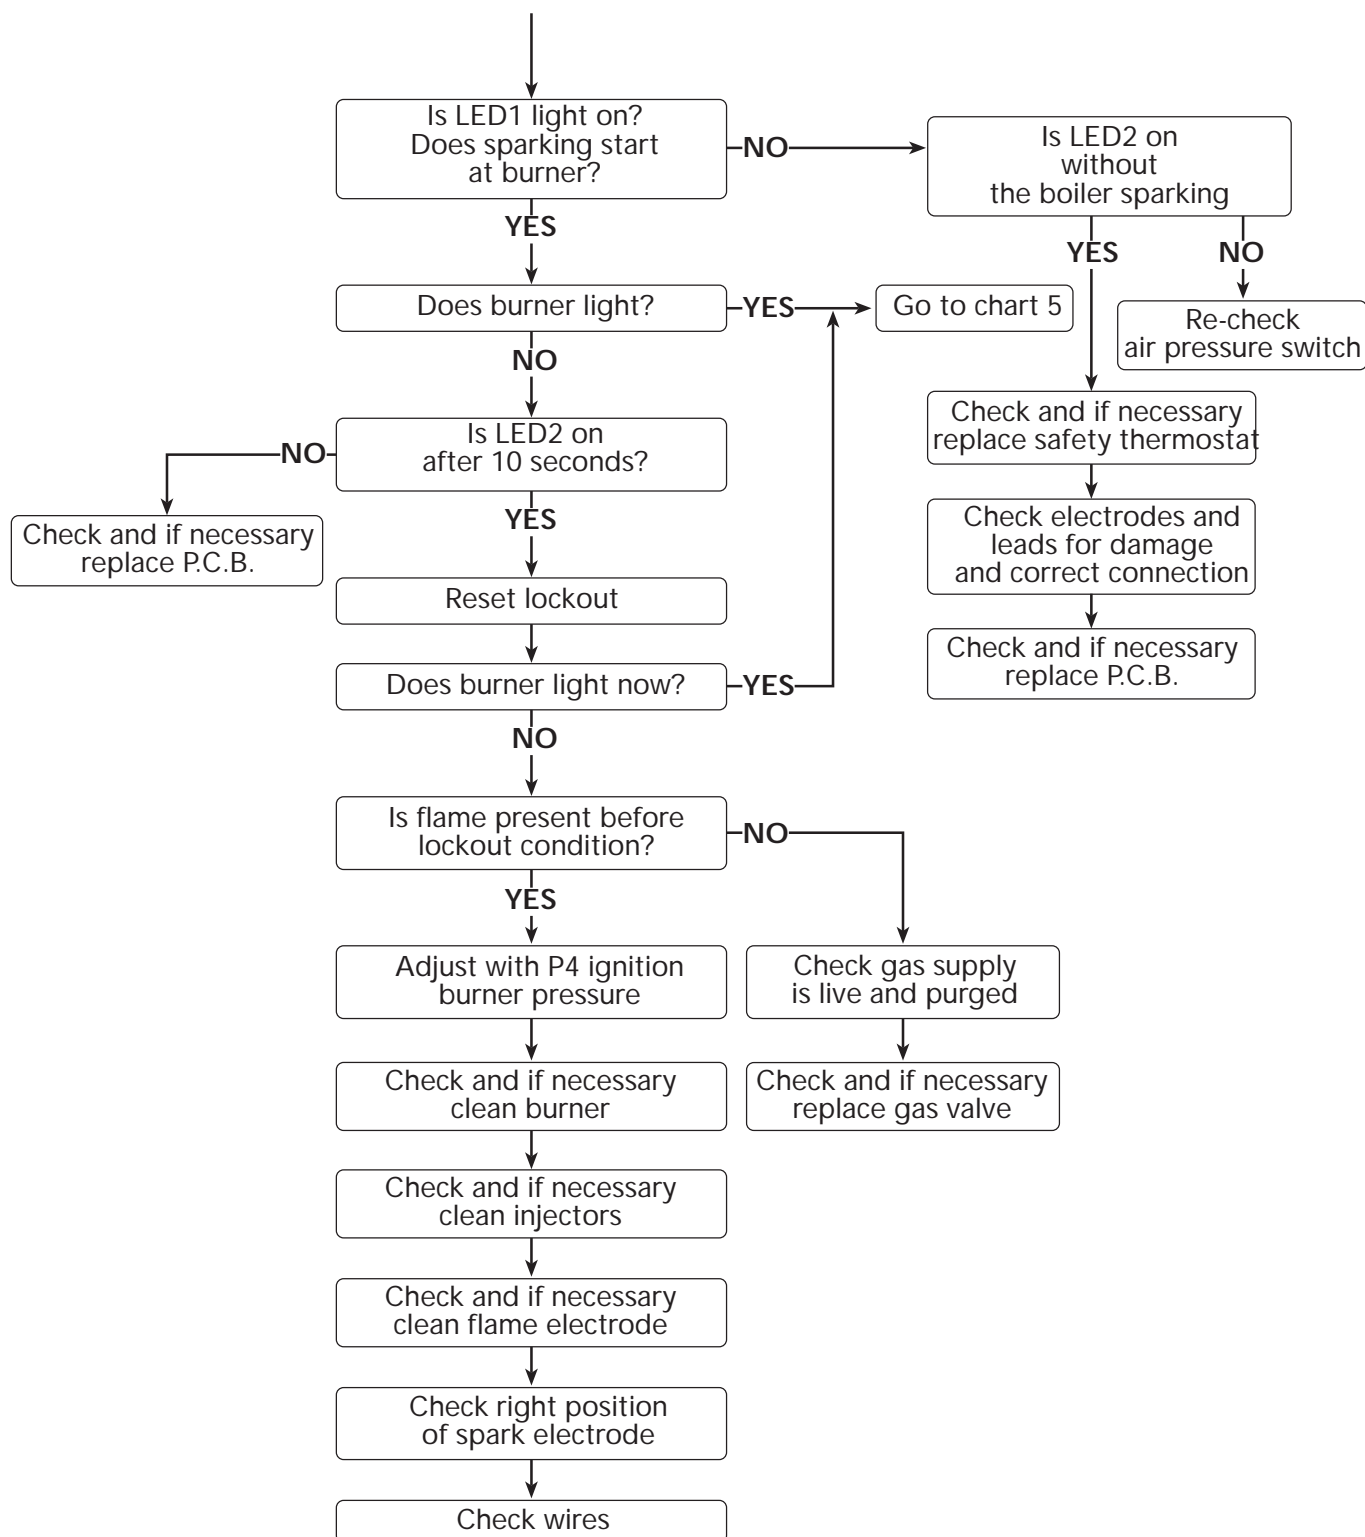 Is LED1 light on?
Does sparking start
at burner?
NO
Is LED2 on
without
the boiler sparking
YES
YES
NO
Does burner light?
YES
Go to chart 5
Re-check
air pressure switch
NO
Is LED2 on
after 10 seconds?
NO
Check and if necessary
replace safety thermostat
Check and if necessary
replace P.C.B.
YES
Check electrodes and
leads for damage
and correct connection
Reset lockout
Check and if necessary
replace P.C.B.
Does burner light now?
YES
NO
Is flame present before
lockout condition?
NO
YES
Adjust with P4 ignition
burner pressure
Check gas supply
is live and purged
Check and if necessary
clean burner
Check and if necessary
replace gas valve
Check and if necessary
clean injectors
Check and if necessary
clean flame electrode
Check right position
of spark electrode
Check wires